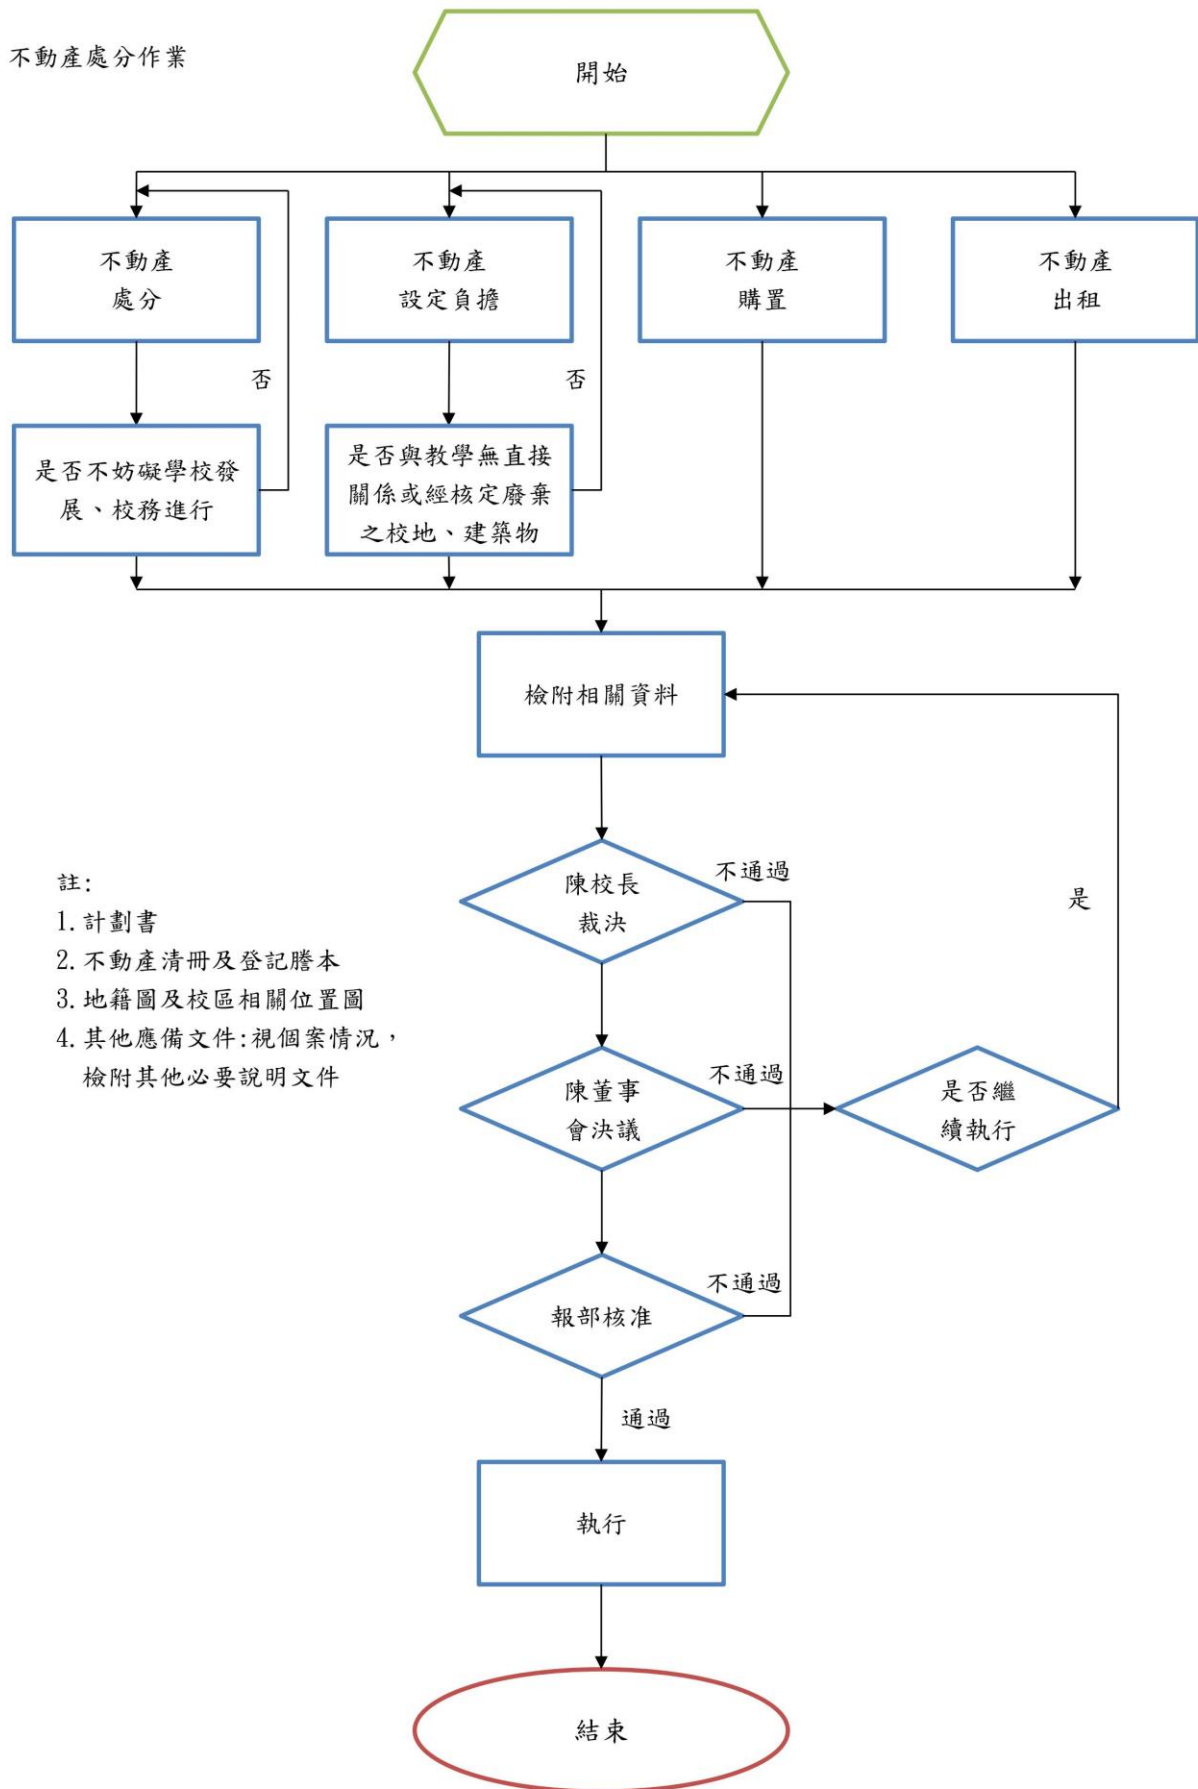 不動產處分作業
開始
不動產
處分
不動產
設定負擔
不動產
購置
不動產
出租
否
否
是否不妨礙學校發
展、校務進行
是否與教學無直接
關係或經核定廢棄
之校地、建築物
檢附相關資料
註:
1.計劃書
2.不動產清冊及登記謄本
3.地籍圖及校區相關位置圖
4.其他應備文件:視個案情況，
檢附其他必要說明文件
陳校長
裁決
不通過
是
陳董事
會決議
不通過
是否繼
續執行
報部核准
不通過
通過
執行
結束